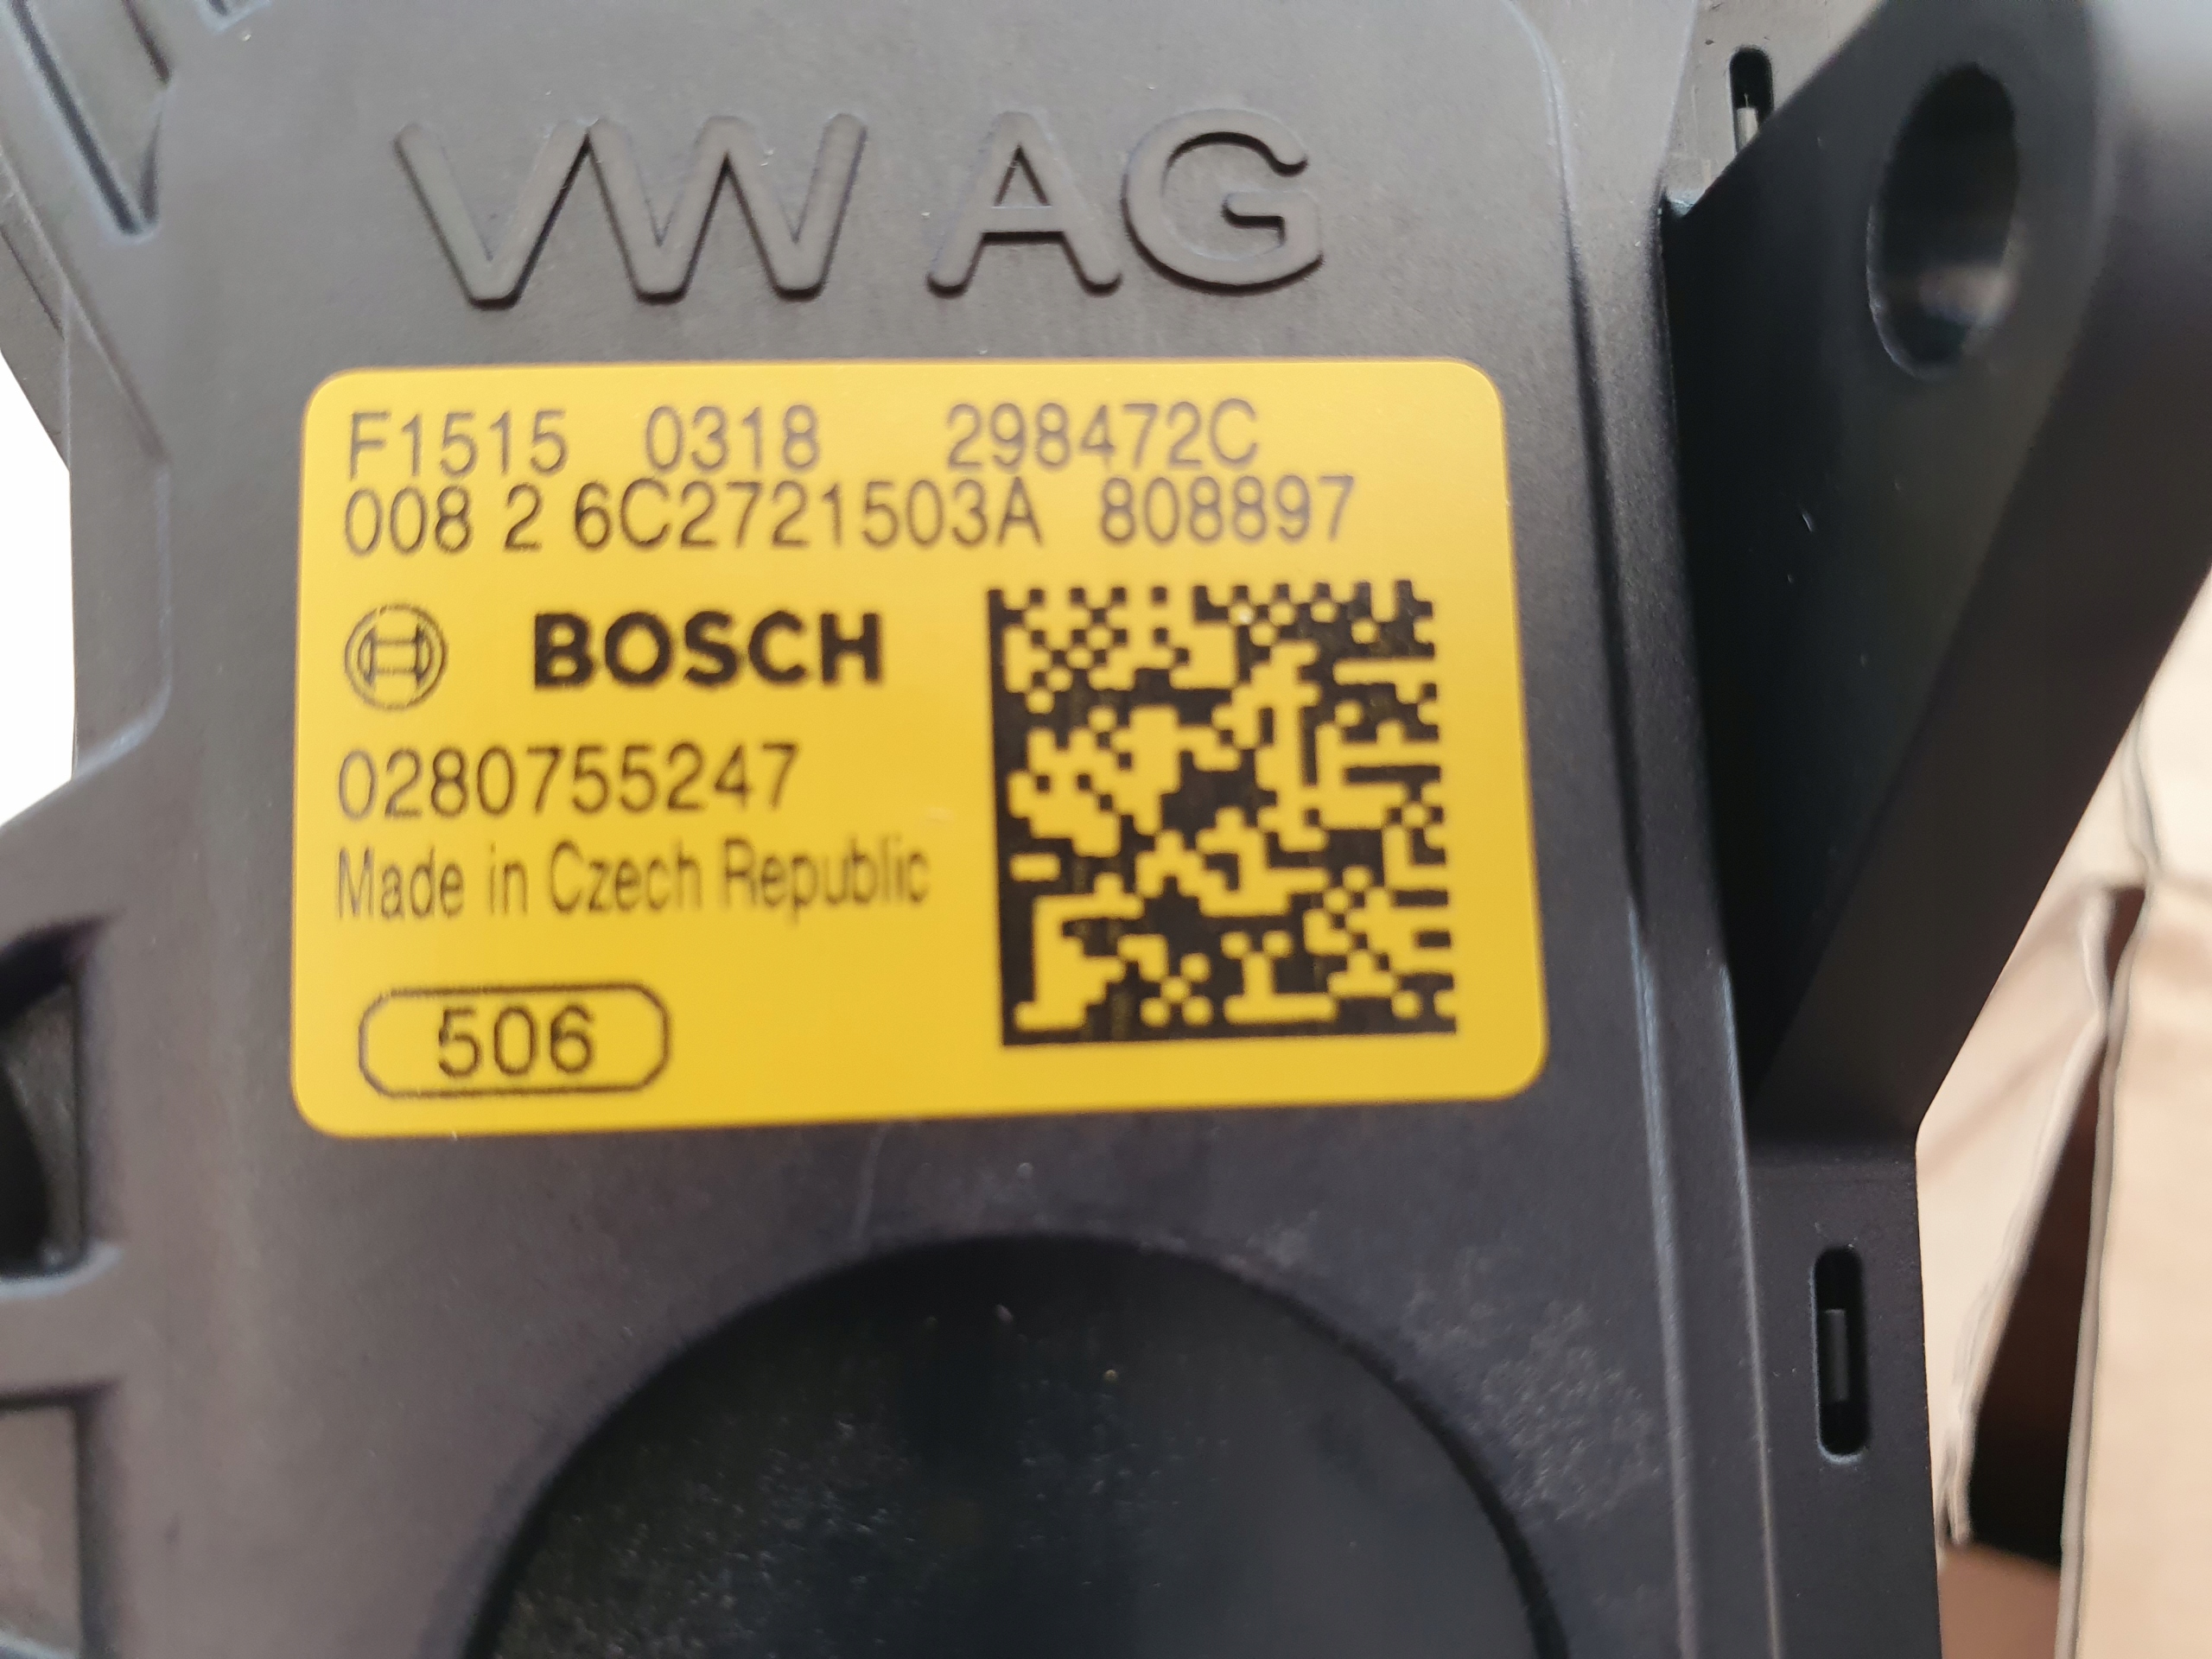 VW AG
F1515 0318 298472C
008 2 6C2721503A 808897
BOSCH
0280755247
Made in Czech Republic
506